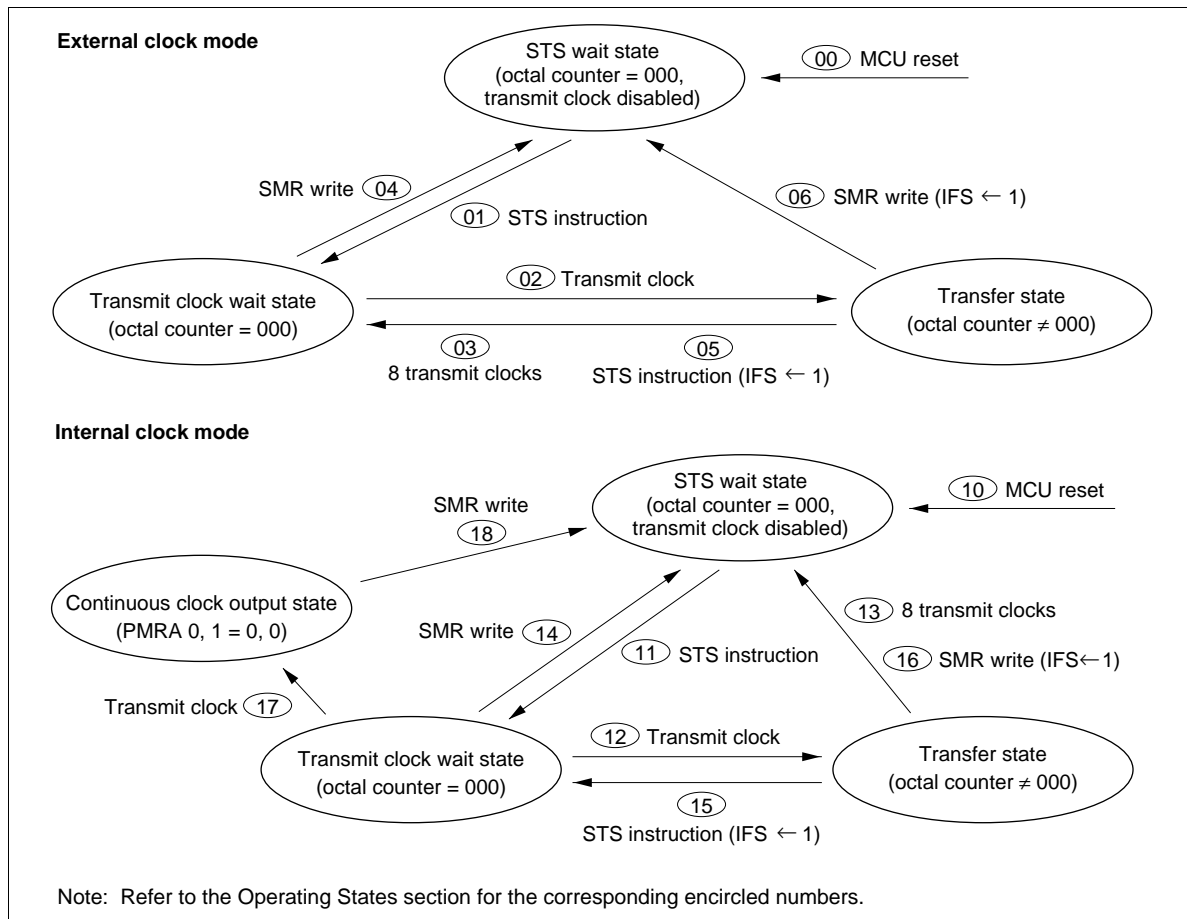 External clock mode
STS wait state
(octal counter = 000,
transmit clock disabled)
00 MCU reset
SMR write 04
01 STS instruction
06 SMR write (IFS ← 1)
Transmit clock wait state
(octal counter = 000)
02 Transmit clock
Transfer state
(octal counter ≠ 000)
03
8 transmit clocks
05
STS instruction (IFS ← 1)
Internal clock mode
STS wait state
(octal counter = 000,
transmit clock disabled)
10 MCU reset
SMR write
18
Continuous clock output state
(PMRA 0, 1 = 0, 0)
SMR write 14
11 STS instruction
13 8 transmit clocks
16 SMR write (IFS←1)
Transmit clock 17
Transmit clock wait state
(octal counter = 000)
12 Transmit clock
Transfer state
(octal counter ≠ 000)
15
STS instruction (IFS ← 1)
Note: Refer to the Operating States section for the corresponding encircled numbers.